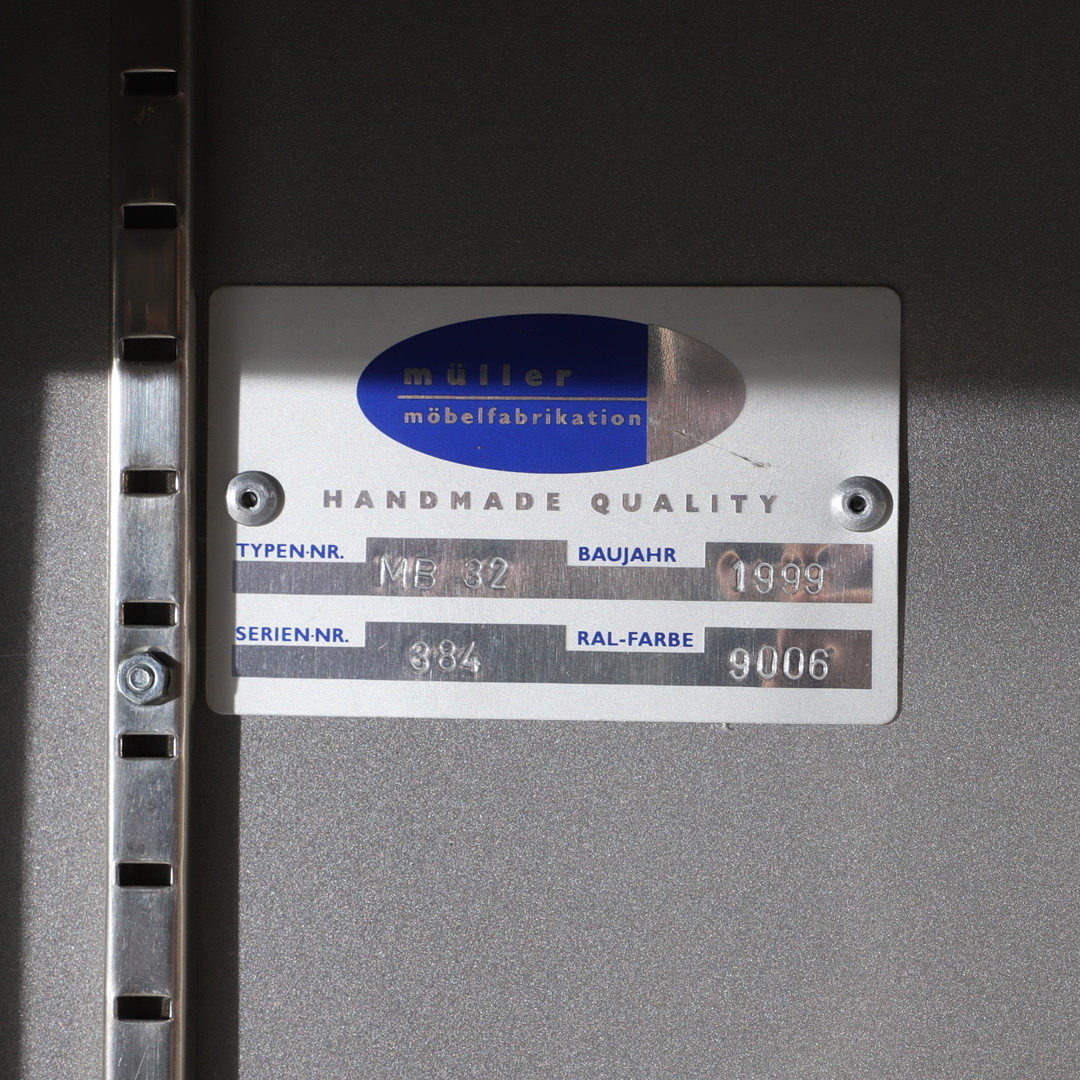 müller
möbelfabrikation
HANDMADE QUALITY
TYPEN·NR. MB 32 BAUJAHR 1999
SERIEN·NR. 384 RAL-FARBE 9006